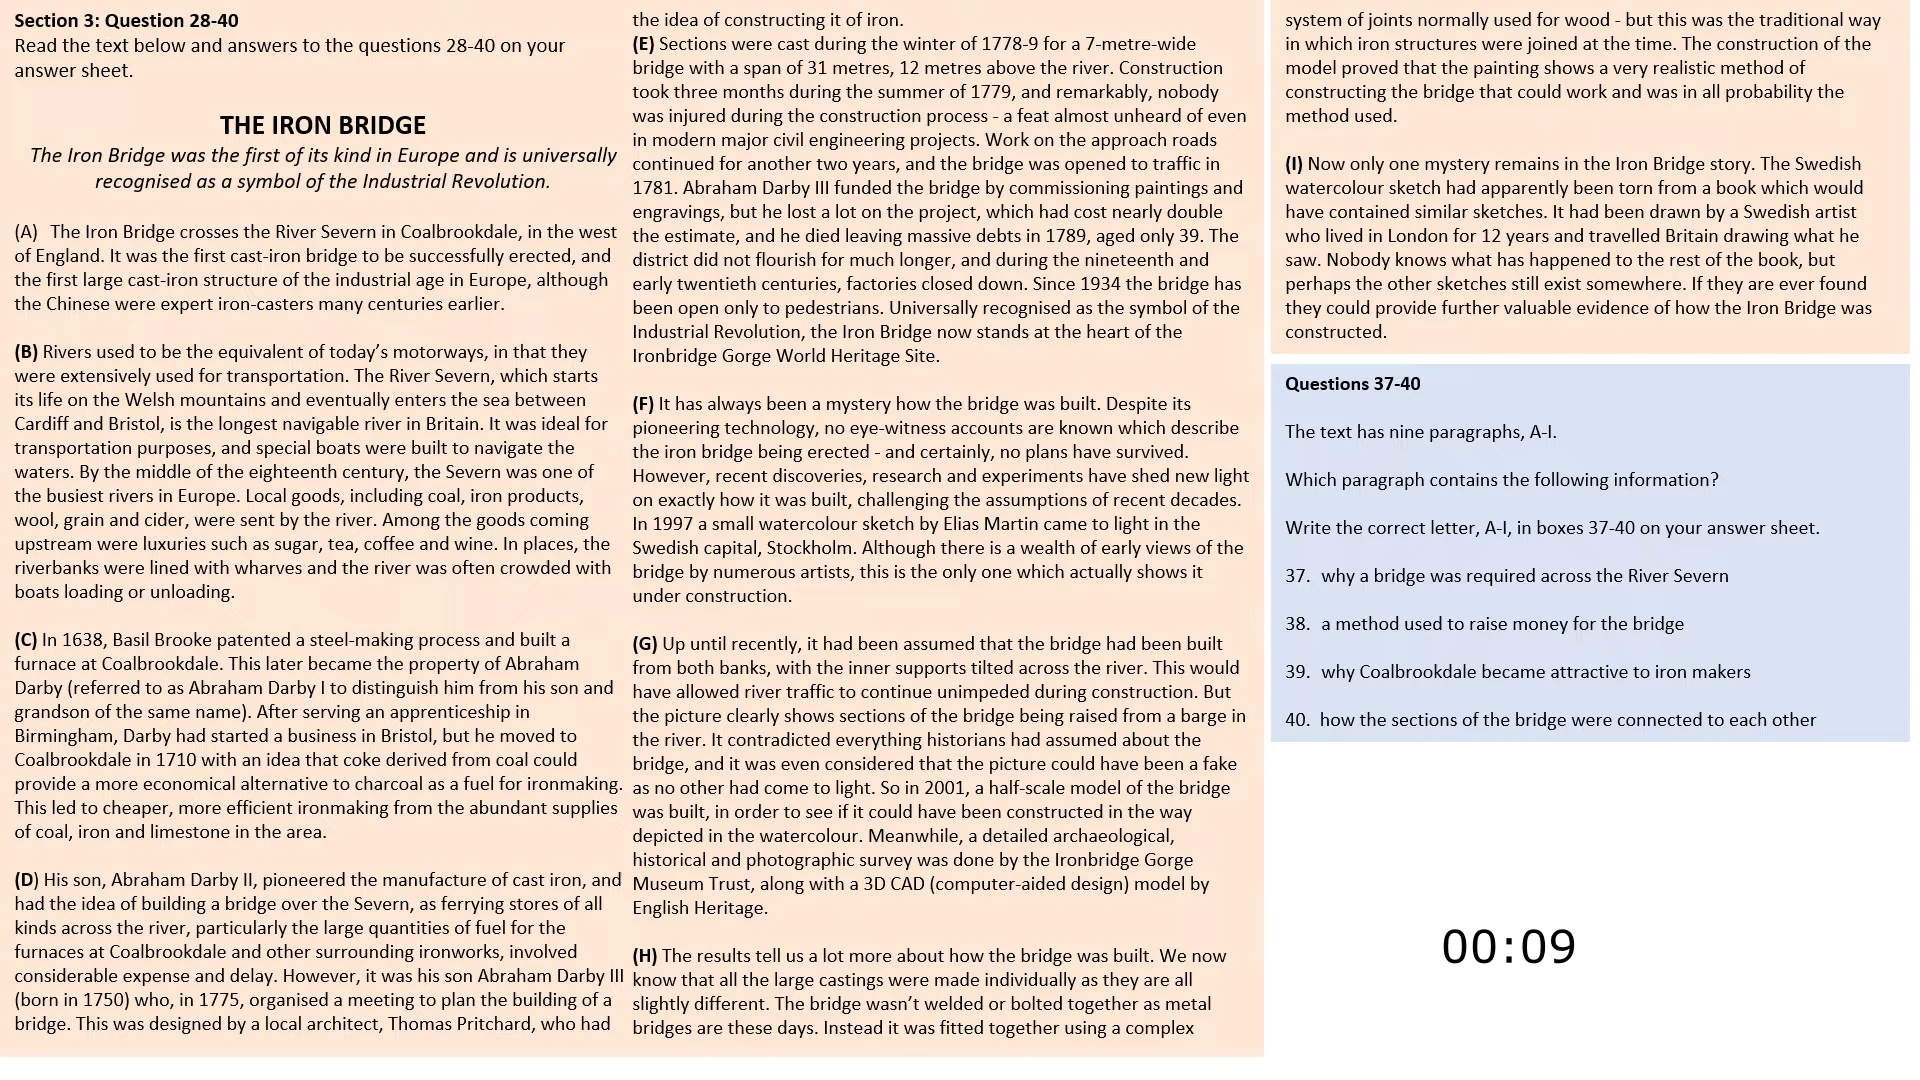 Section 3: Question 28-40
Read the text below and answers to the questions 28-40 on your
answer sheet.
THE IRON BRIDGE
The Iron Bridge was the first of its kind in Europe and is universally
recognised as a symbol of the Industrial Revolution.
(A) The Iron Bridge crosses the River Severn in Coalbrookdale, in the west
of England. It was the first cast-iron bridge to be successfully erected, and
the first large cast-iron structure of the industrial age in Europe, although
the Chinese were expert iron-casters many centuries earlier.
(B) Rivers used to be the equivalent of today's motorways, in that they
were extensively used for transportation. The River Severn, which starts
its life on the Welsh mountains and eventually enters the sea between
Cardiff and Bristol, is the longest navigable river in Britain. It was ideal for
transportation purposes, and special boats were built to navigate the
waters. By the middle of the eighteenth century, the Severn was one of
the busiest rivers in Europe. Local goods, including coal, iron products,
wool, grain and cider, were sent by the river. Among the goods coming
upstream were luxuries such as sugar, tea, coffee and wine. In places, the
riverbanks were lined with wharves and the river was often crowded with
boats loading or unloading.
(C) In 1638, Basil Brooke patented a steel-making process and built a
furnace at Coalbrookdale. This later became the property of Abraham
Darby (referred to as Abraham Darby I to distinguish him from his son and
grandson of the same name). After serving an apprenticeship in
Birmingham, Darby had started a business in Bristol, but he moved to
Coalbrookdale in 1710 with an idea that coke derived from coal could
provide a more economical alternative to charcoal as a fuel for ironmaking.
This led to cheaper, more efficient ironmaking from the abundant supplies
of coal, iron and limestone in the area.
(D) His son, Abraham Darby II, pioneered the manufacture of cast iron, and
had the idea of building a bridge over the Severn, as ferrying stores of all
kinds across the river, particularly the large quantities of fuel for the
furnaces at Coalbrookdale and other surrounding ironworks, involved
considerable expense and delay. However, it was his son Abraham Darby III
(born in 1750) who, in 1775, organised a meeting to plan the building of a
bridge. This was designed by a local architect, Thomas Pritchard, who had
the idea of constructing it of iron.
(E) Sections were cast during the winter of 1778-9 for a 7-metre-wide
bridge with a span of 31 metres, 12 metres above the river. Construction
took three months during the summer of 1779, and remarkably, nobody
was injured during the construction process - a feat almost unheard of even
in modern major civil engineering projects. Work on the approach roads
continued for another two years, and the bridge was opened to traffic in
1781. Abraham Darby III funded the bridge by commissioning paintings and
engravings, but he lost a lot on the project, which had cost nearly double
the estimate, and he died leaving massive debts in 1789, aged only 39. The
district did not flourish for much longer, and during the nineteenth and
early twentieth centuries, factories closed down. Since 1934 the bridge has
been open only to pedestrians. Universally recognised as the symbol of the
Industrial Revolution, the Iron Bridge now stands at the heart of the
Ironbridge Gorge World Heritage Site.
(F) It has always been a mystery how the bridge was built. Despite its
pioneering technology, no eye-witness accounts are known which describe
the iron bridge being erected - and certainly, no plans have survived.
However, recent discoveries, research and experiments have shed new light
on exactly how it was built, challenging the assumptions of recent decades.
In 1997 a small watercolour sketch by Elias Martin came to light in the
Swedish capital, Stockholm. Although there is a wealth of early views of the
bridge by numerous artists, this is the only one which actually shows it
under construction.
(G) Up until recently, it had been assumed that the bridge had been built
from both banks, with the inner supports tilted across the river. This would
have allowed river traffic to continue unimpeded during construction. But
the picture clearly shows sections of the bridge being raised from a barge in
the river. It contradicted everything historians had assumed about the
bridge, and it was even considered that the picture could have been a fake
as no other had come to light. So in 2001, a half-scale model of the bridge
was built, in order to see if it could have been constructed in the way
depicted in the watercolour. Meanwhile, a detailed archaeological,
historical and photographic survey was done by the Ironbridge Gorge
Museum Trust, along with a 3D CAD (computer-aided design) model by
English Heritage.
(H) The results tell us a lot more about how the bridge was built. We now
know that all the large castings were made individually as they are all
slightly different. The bridge wasn't welded or bolted together as metal
bridges are these days. Instead it was fitted together using a complex
system of joints normally used for wood - but this was the traditional way
in which iron structures were joined at the time. The construction of the
model proved that the painting shows a very realistic method of
constructing the bridge that could work and was in all probability the
method used.
(I) Now only one mystery remains in the Iron Bridge story. The Swedish
watercolour sketch had apparently been torn from a book which would
have contained similar sketches. It had been drawn by a Swedish artist
who lived in London for 12 years and travelled Britain drawing what he
saw. Nobody knows what has happened to the rest of the book, but
perhaps the other sketches still exist somewhere. If they are ever found
they could provide further valuable evidence of how the Iron Bridge was
constructed.
Questions 37-40
The text has nine paragraphs, A-I.
Which paragraph contains the following information?
Write the correct letter, A-I, in boxes 37-40 on your answer sheet.
37. why a bridge was required across the River Severn
38. a method used to raise money for the bridge
39. why Coalbrookdale became attractive to iron makers
40. how the sections of the bridge were connected to each other
00:09